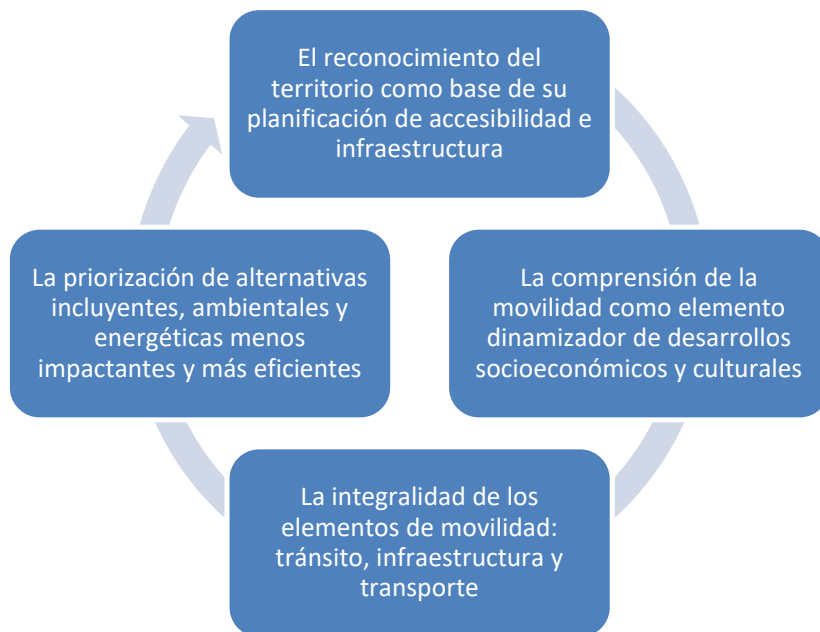 El reconocimiento del
territorio como base de su
planificación de accesibilidad e
infraestructura
La comprensión de la
movilidad como elemento
dinamizador de desarrollos
socioeconómicos y culturales
La integralidad de los
elementos de movilidad:
tránsito, infraestructura y
transporte
La priorización de alternativas
incluyentes, ambientales y
energéticas menos
impactantes y más eficientes